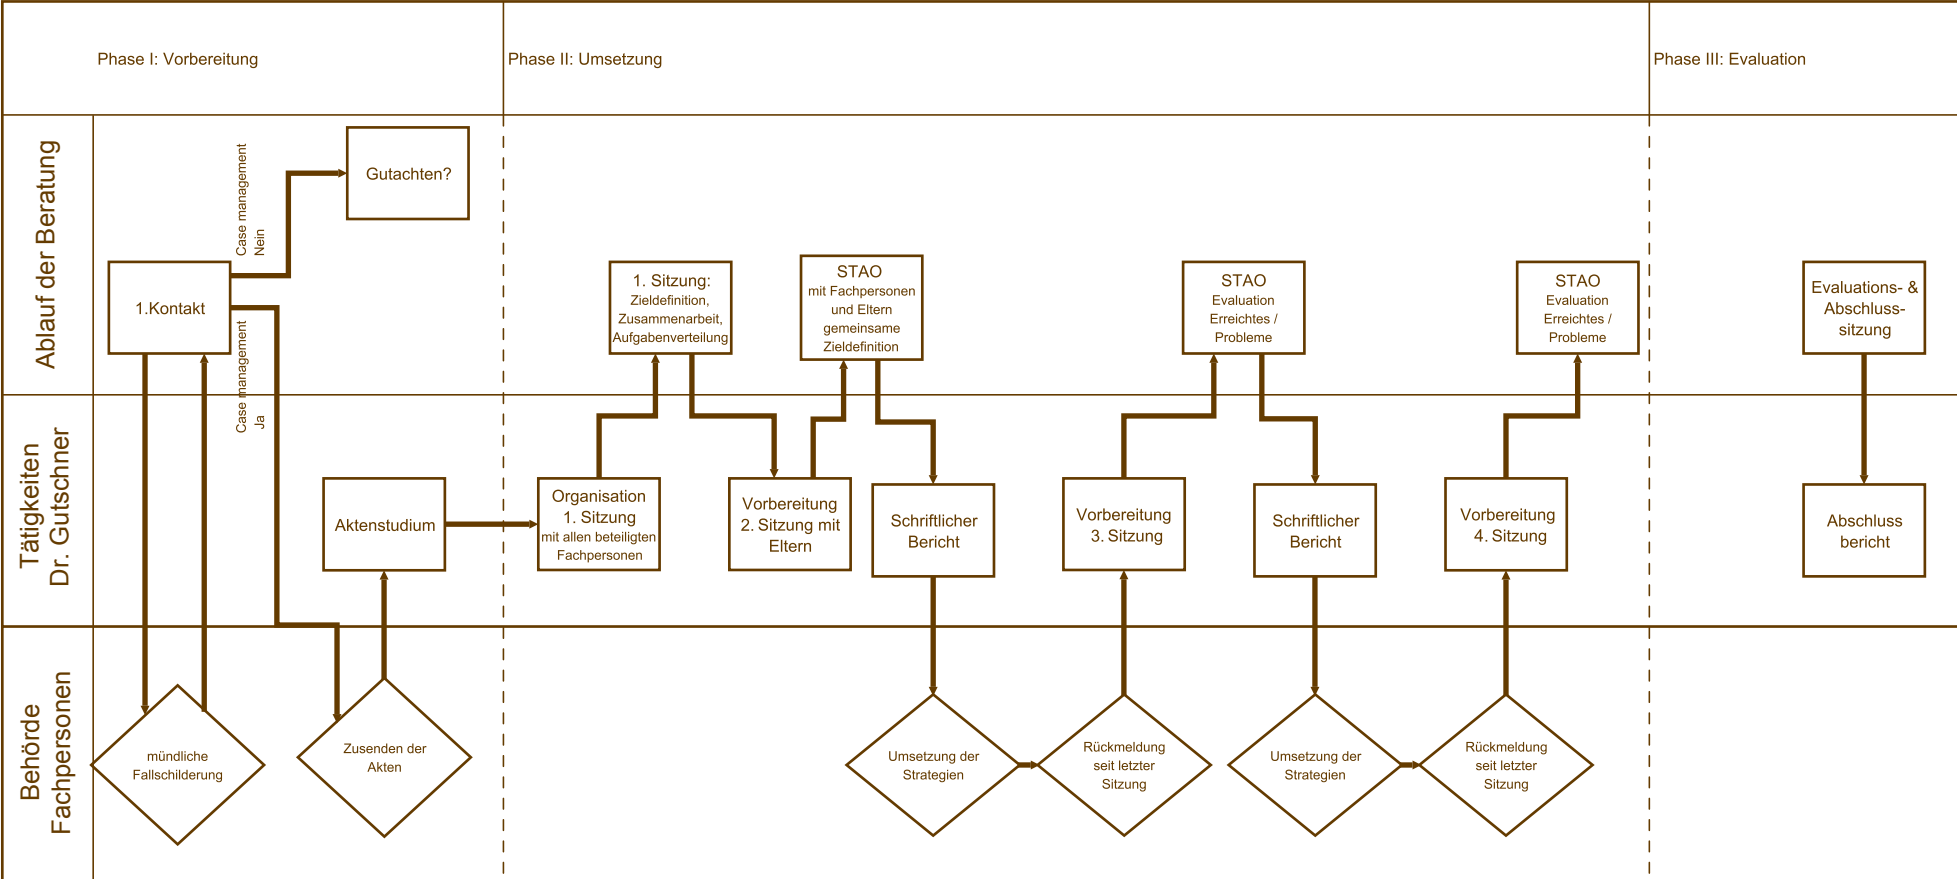 Phase I: Vorbereitung
Phase II: Umsetzung
Phase III: Evaluation
Ablauf der Beratung
Case management
Nein
Gutachten?
1.Kontakt
Case management
Ja
1. Sitzung:
Zieldefinition,
Zusammenarbeit,
Aufgabenverteilung
STAO
mit Fachpersonen
und Eltern
gemeinsame
Zieldefinition
STAO
Evaluation
Erreichtes /
Probleme
STAO
Evaluation
Erreichtes /
Probleme
Evaluations- &
Abschluss-
sitzung
Tätigkeiten
Dr. Gutschner
Aktenstudium
Organisation
1. Sitzung
mit allen beteiligten
Fachpersonen
Vorbereitung
2. Sitzung mit
Eltern
Schriftlicher
Bericht
Vorbereitung
3. Sitzung
Schriftlicher
Bericht
Vorbereitung
4. Sitzung
Abschluss
bericht
Behörde
Fachpersonen
mündliche
Fallschilderung
Zusenden der
Akten
Umsetzung der
Strategien
Rückmeldung
seit letzter
Sitzung
Umsetzung der
Strategien
Rückmeldung
seit letzter
Sitzung